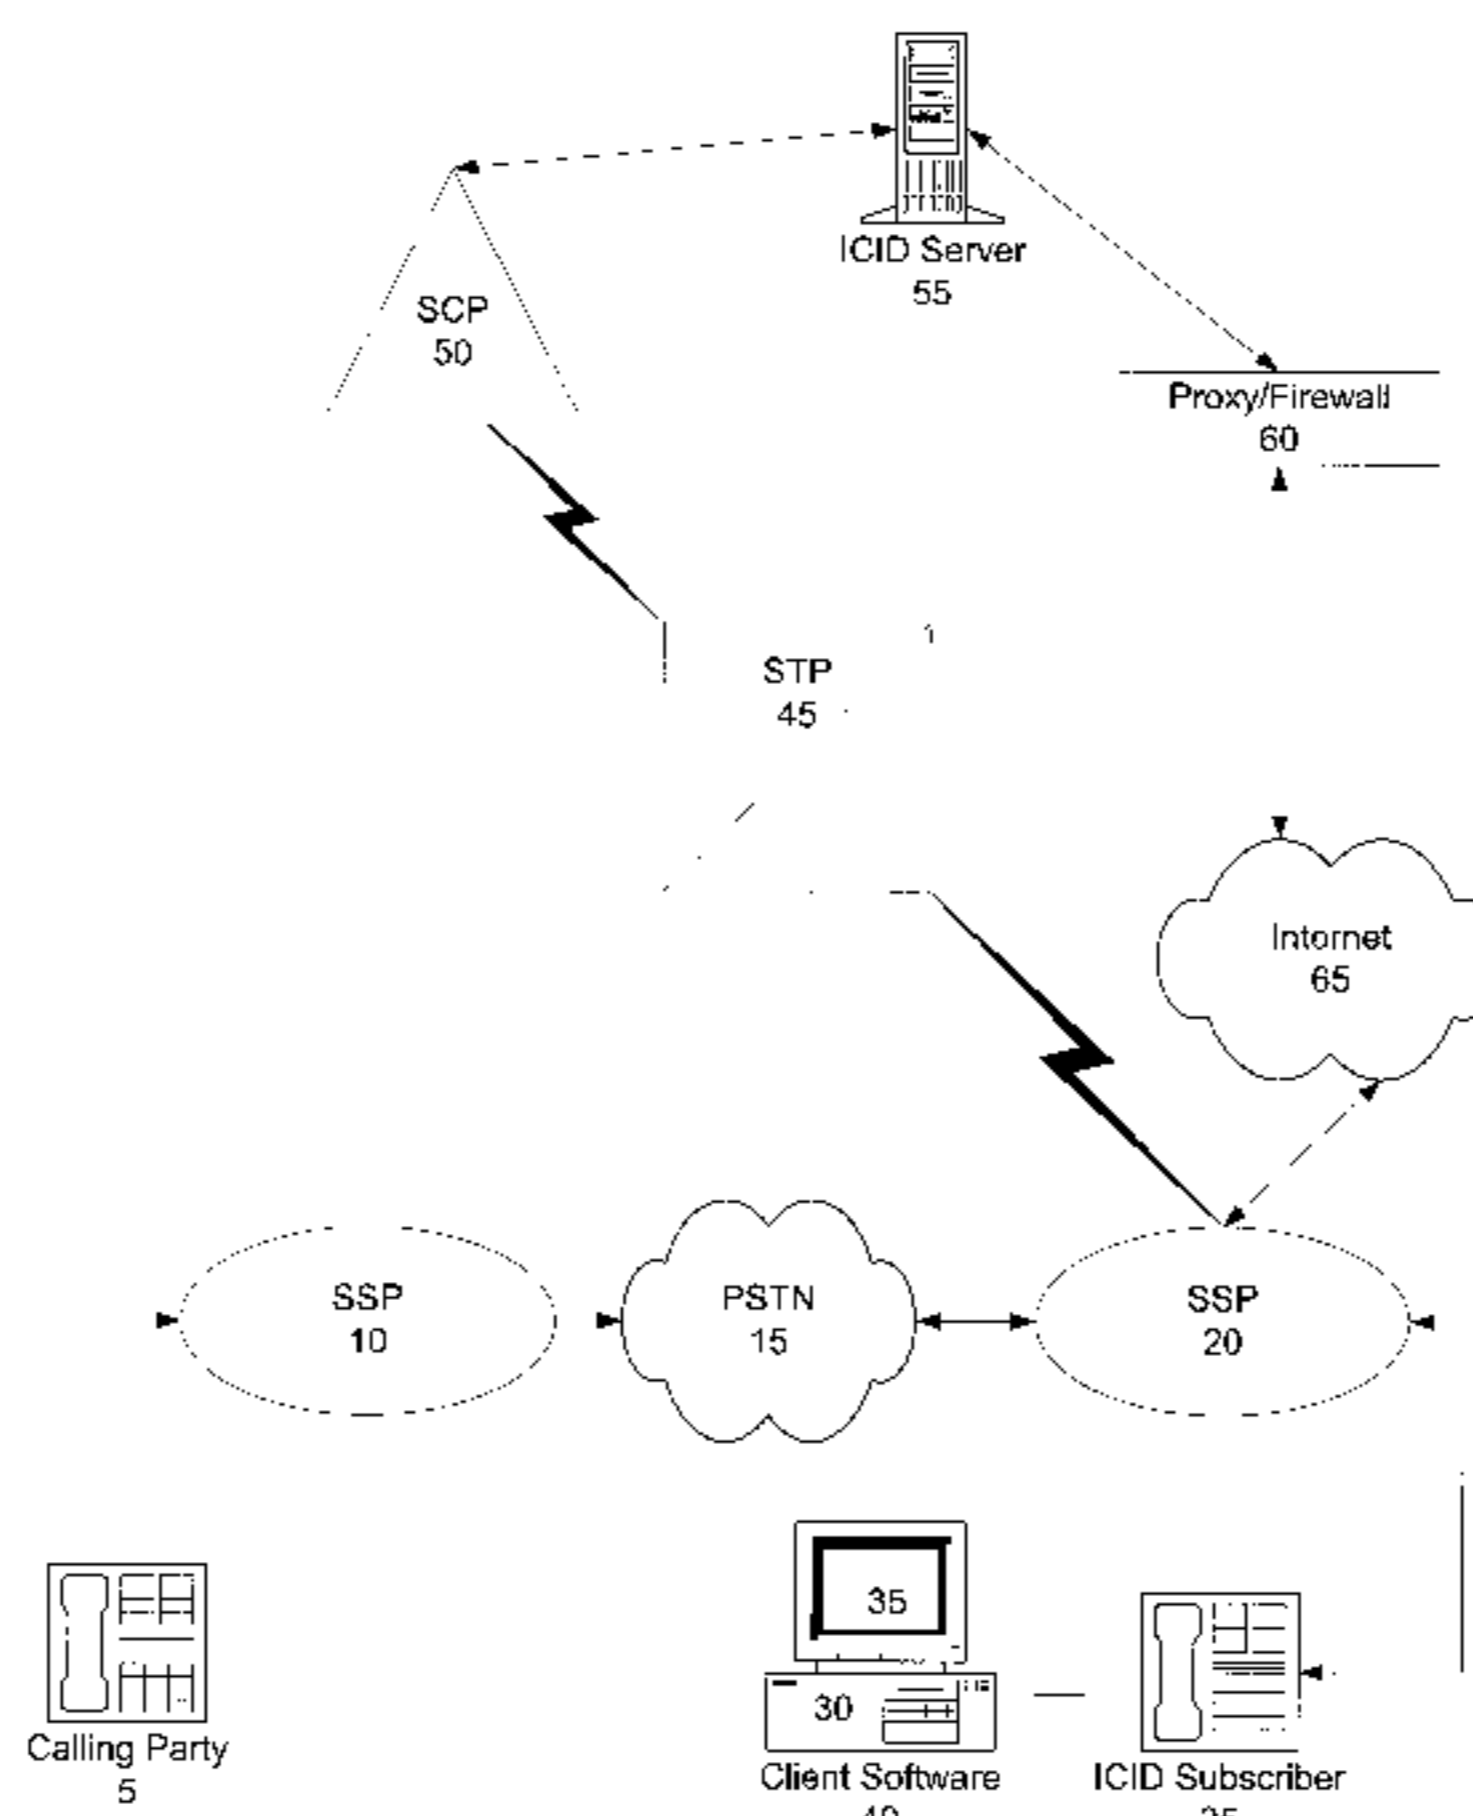 ICID Server
55
SCP
50
Proxy/Firewall
60
STP
45
Intornet
65
SSP
10
PSTN
15
SSP
20
35
30
Calling Party
5
Client Software
ICID Subscriber